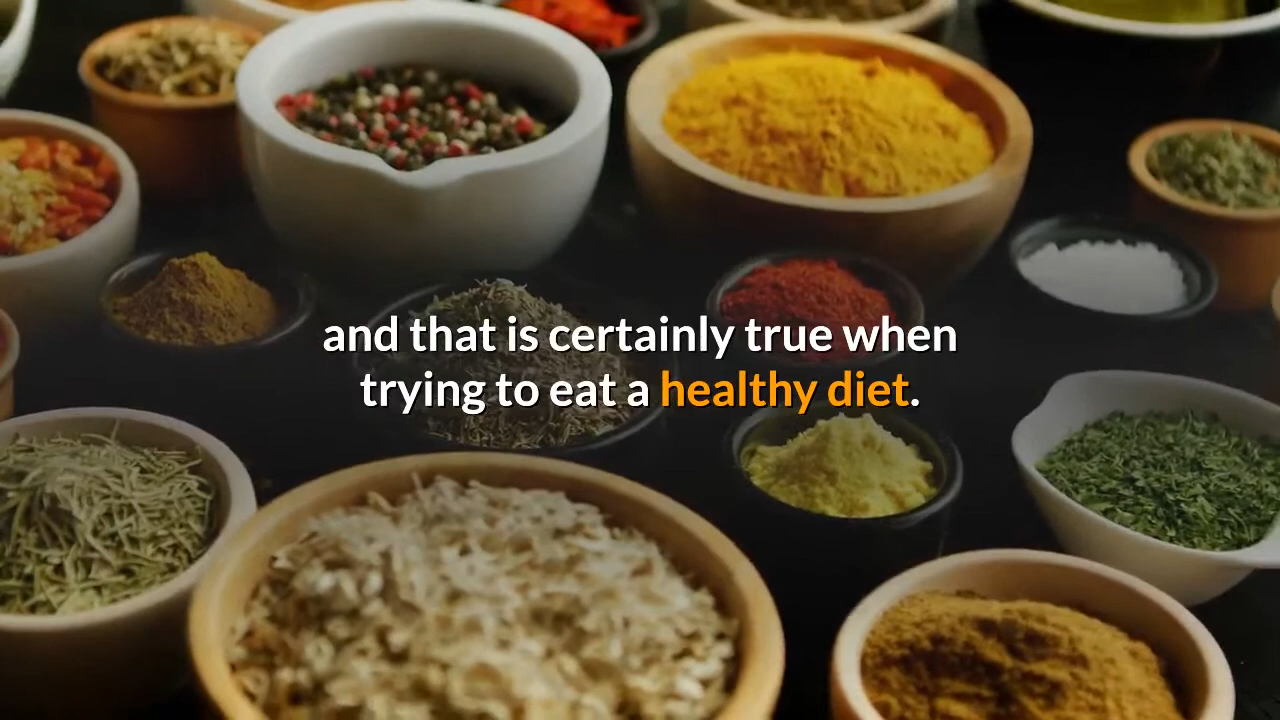 and that is certainly true when
trying to eat a healthy diet.